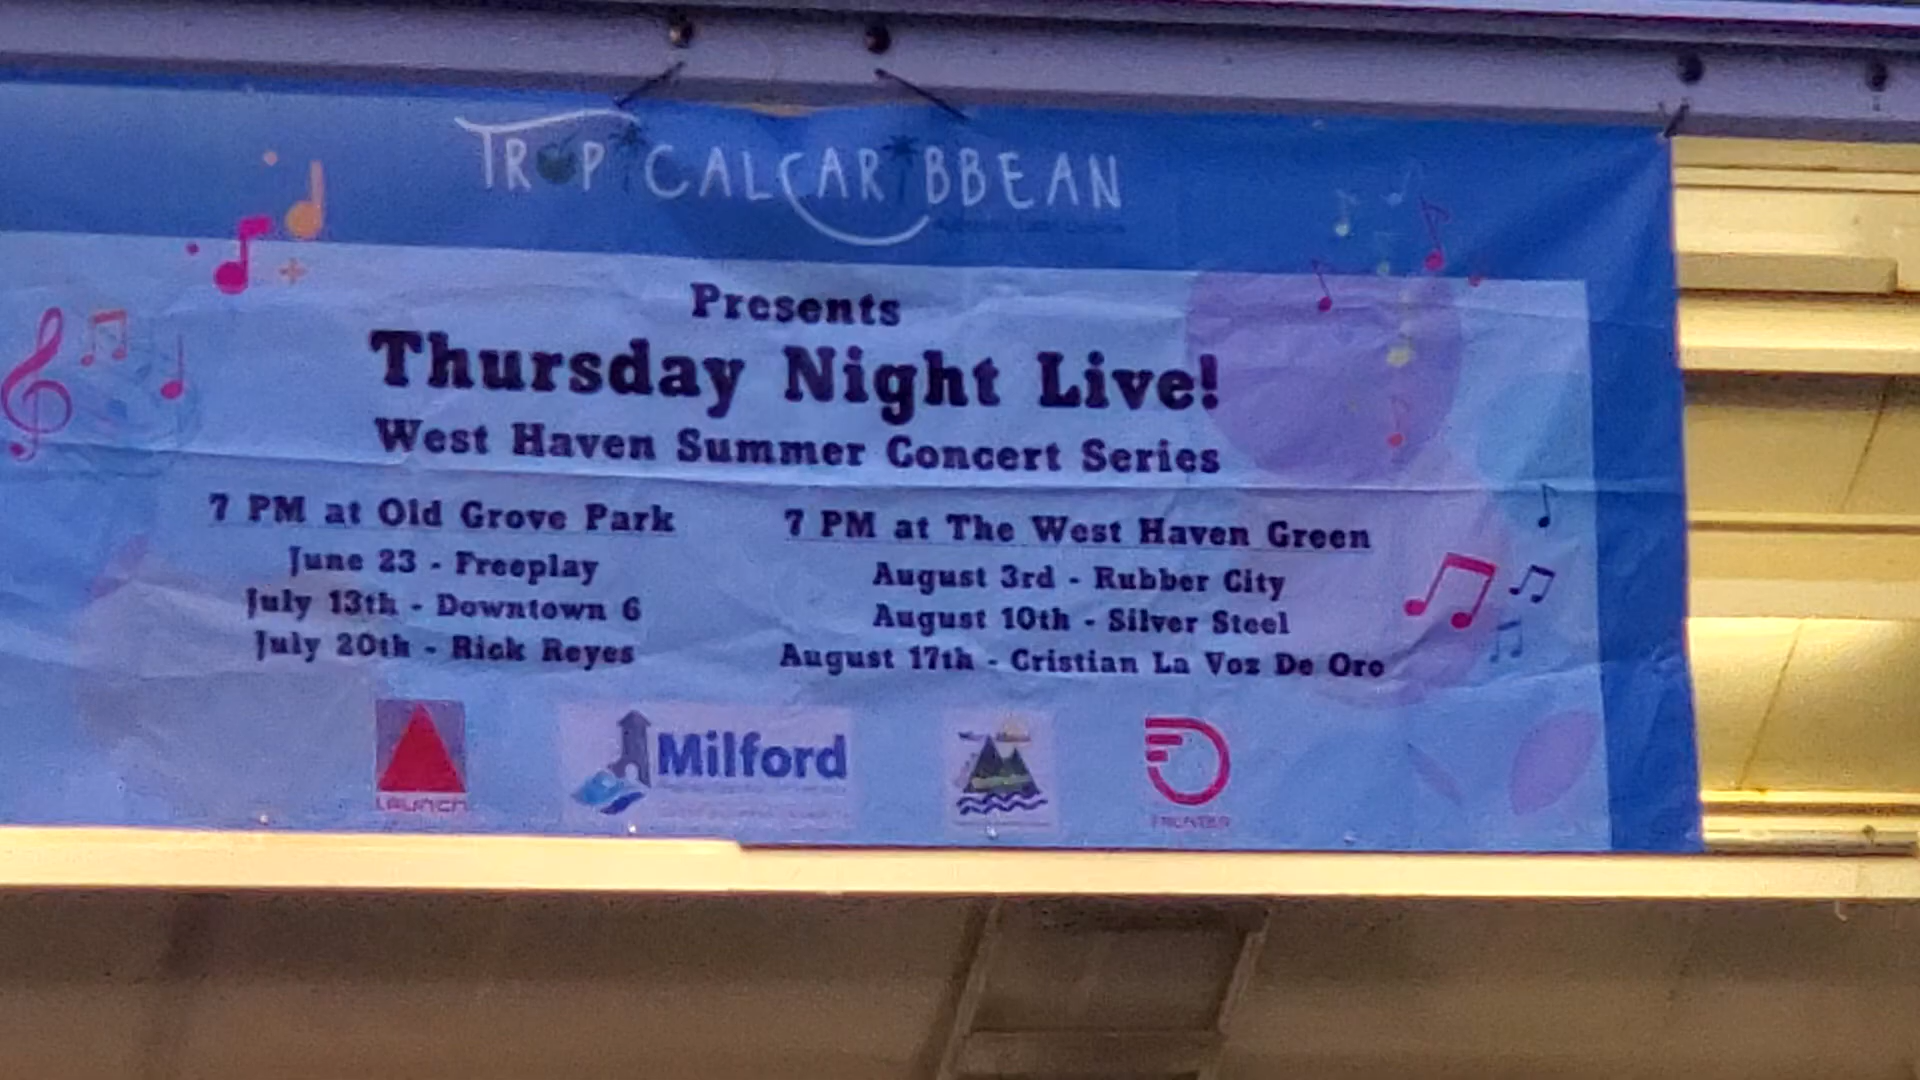 TROPICALCARIBBEAN
Presents
Thursday Night Live!
West Haven Summer Concert Series
7 PM at Old Grove Park
June 23 - Freeplay
July 13th - Downtown 6
July 20th - Rick Reyes
7 PM at The West Haven Green
August 3rd - Rubber City
August 10th - Silver Steel
August 17th - Cristian La Voz De Oro
LAUNCH
Milford